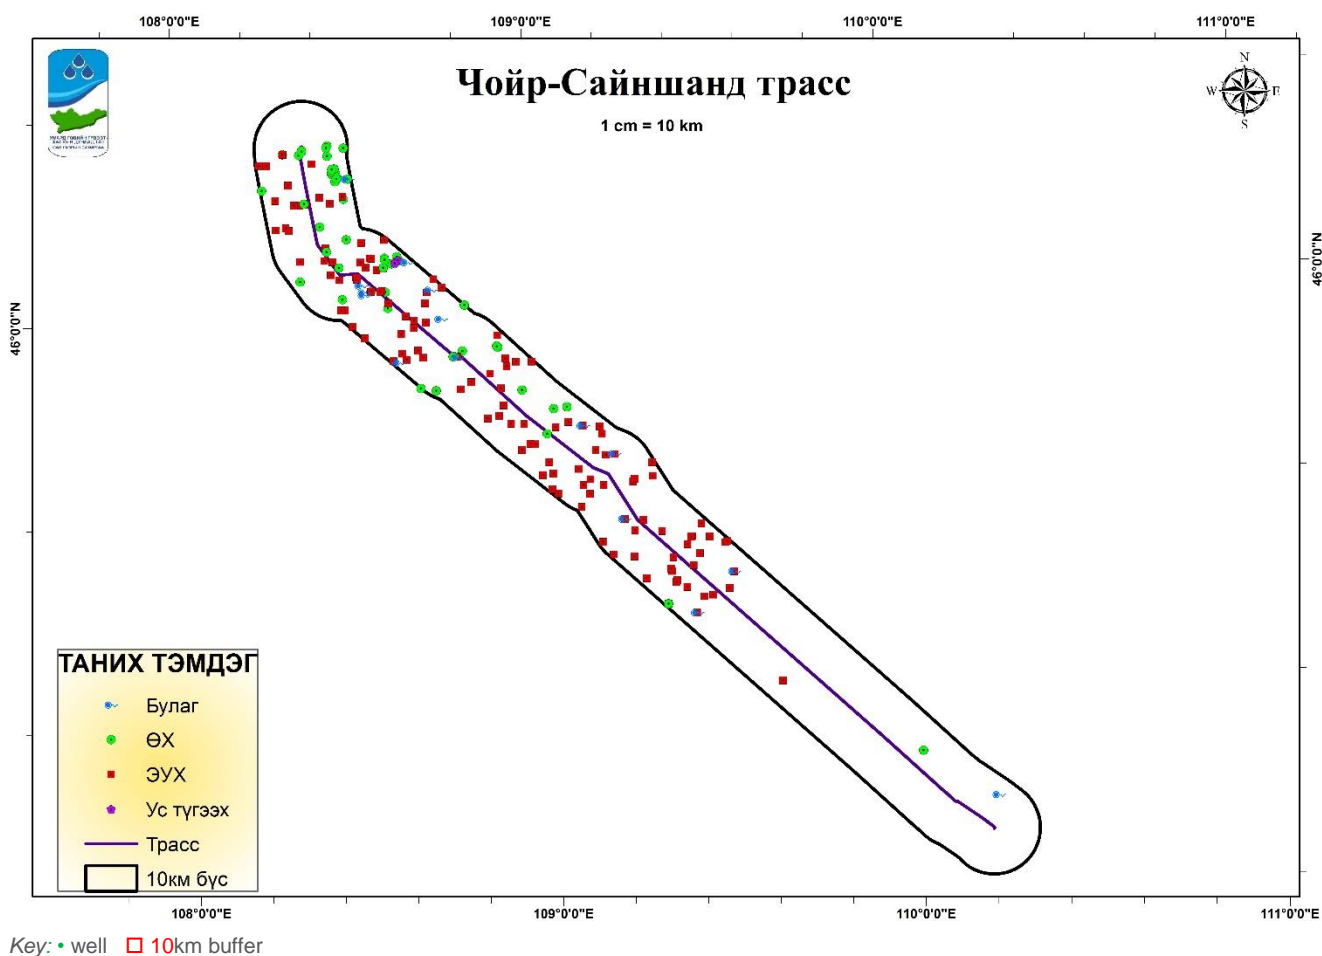 108°0'0"E 109°0'0"E 110°0'0"E 111°0'0"E
Чойр-Сайншанд трасс
1 cm = 10 km
N
W E
S
46°0'0"N
46°0'0"N
ТАНИХ ТЭМДЭГ
Булаг
ӨХ
ЭУХ
Ус түгээх
Трасс
10км бүс
108°0'0"E 109°0'0"E 110°0'0"E 111°0'0"E
Key: • well 10km buffer